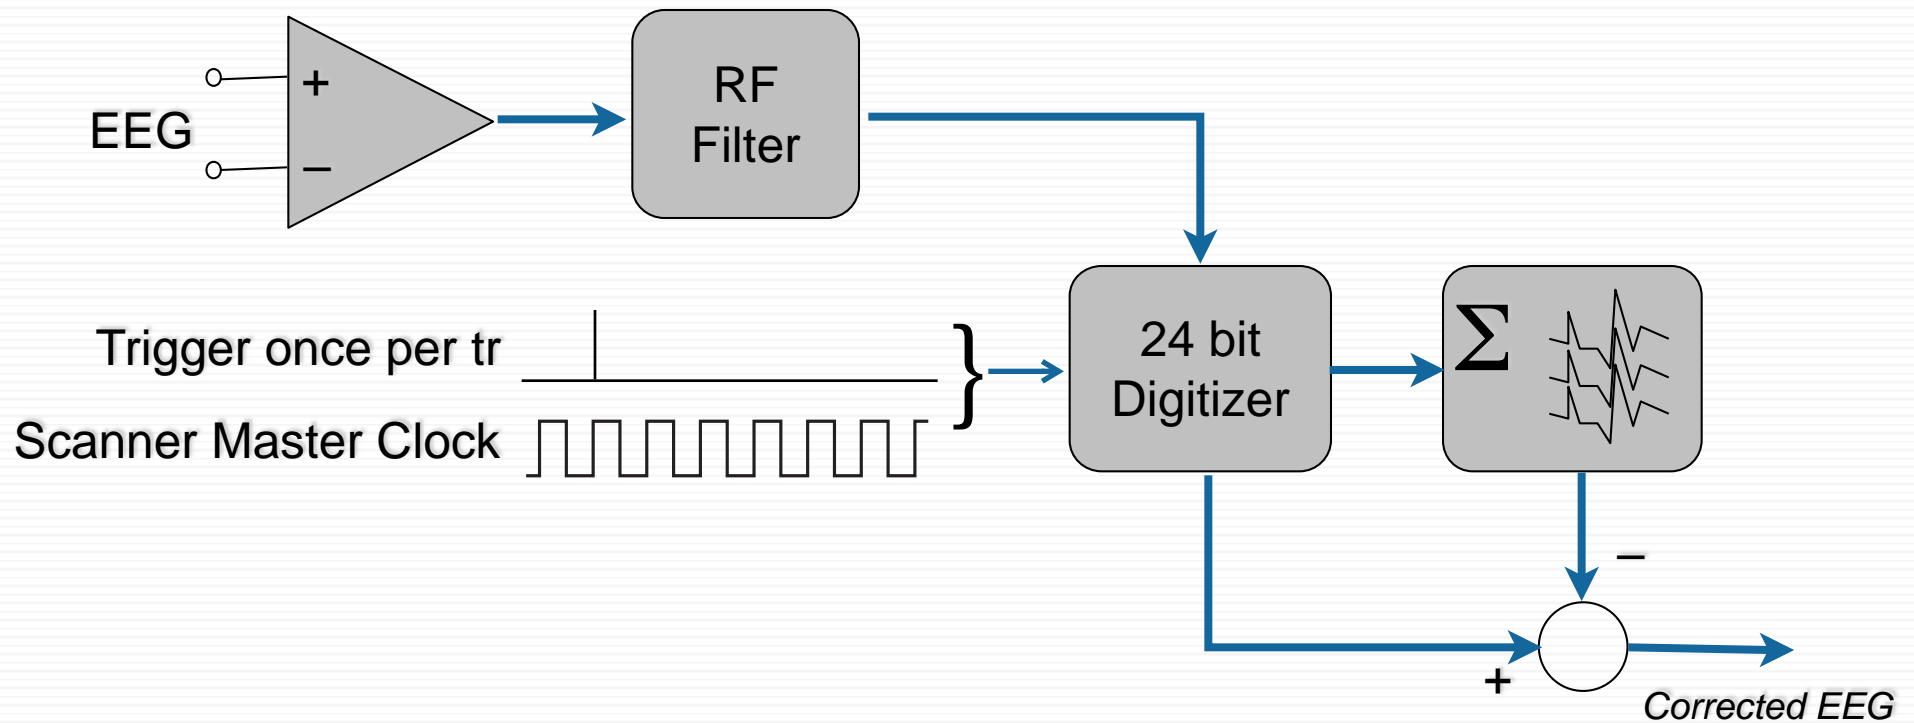 RF
Filter
+
EEG
–
Trigger once per tr
}
24 bit
Digitizer
Σ
Scanner Master Clock
–
+
Corrected EEG